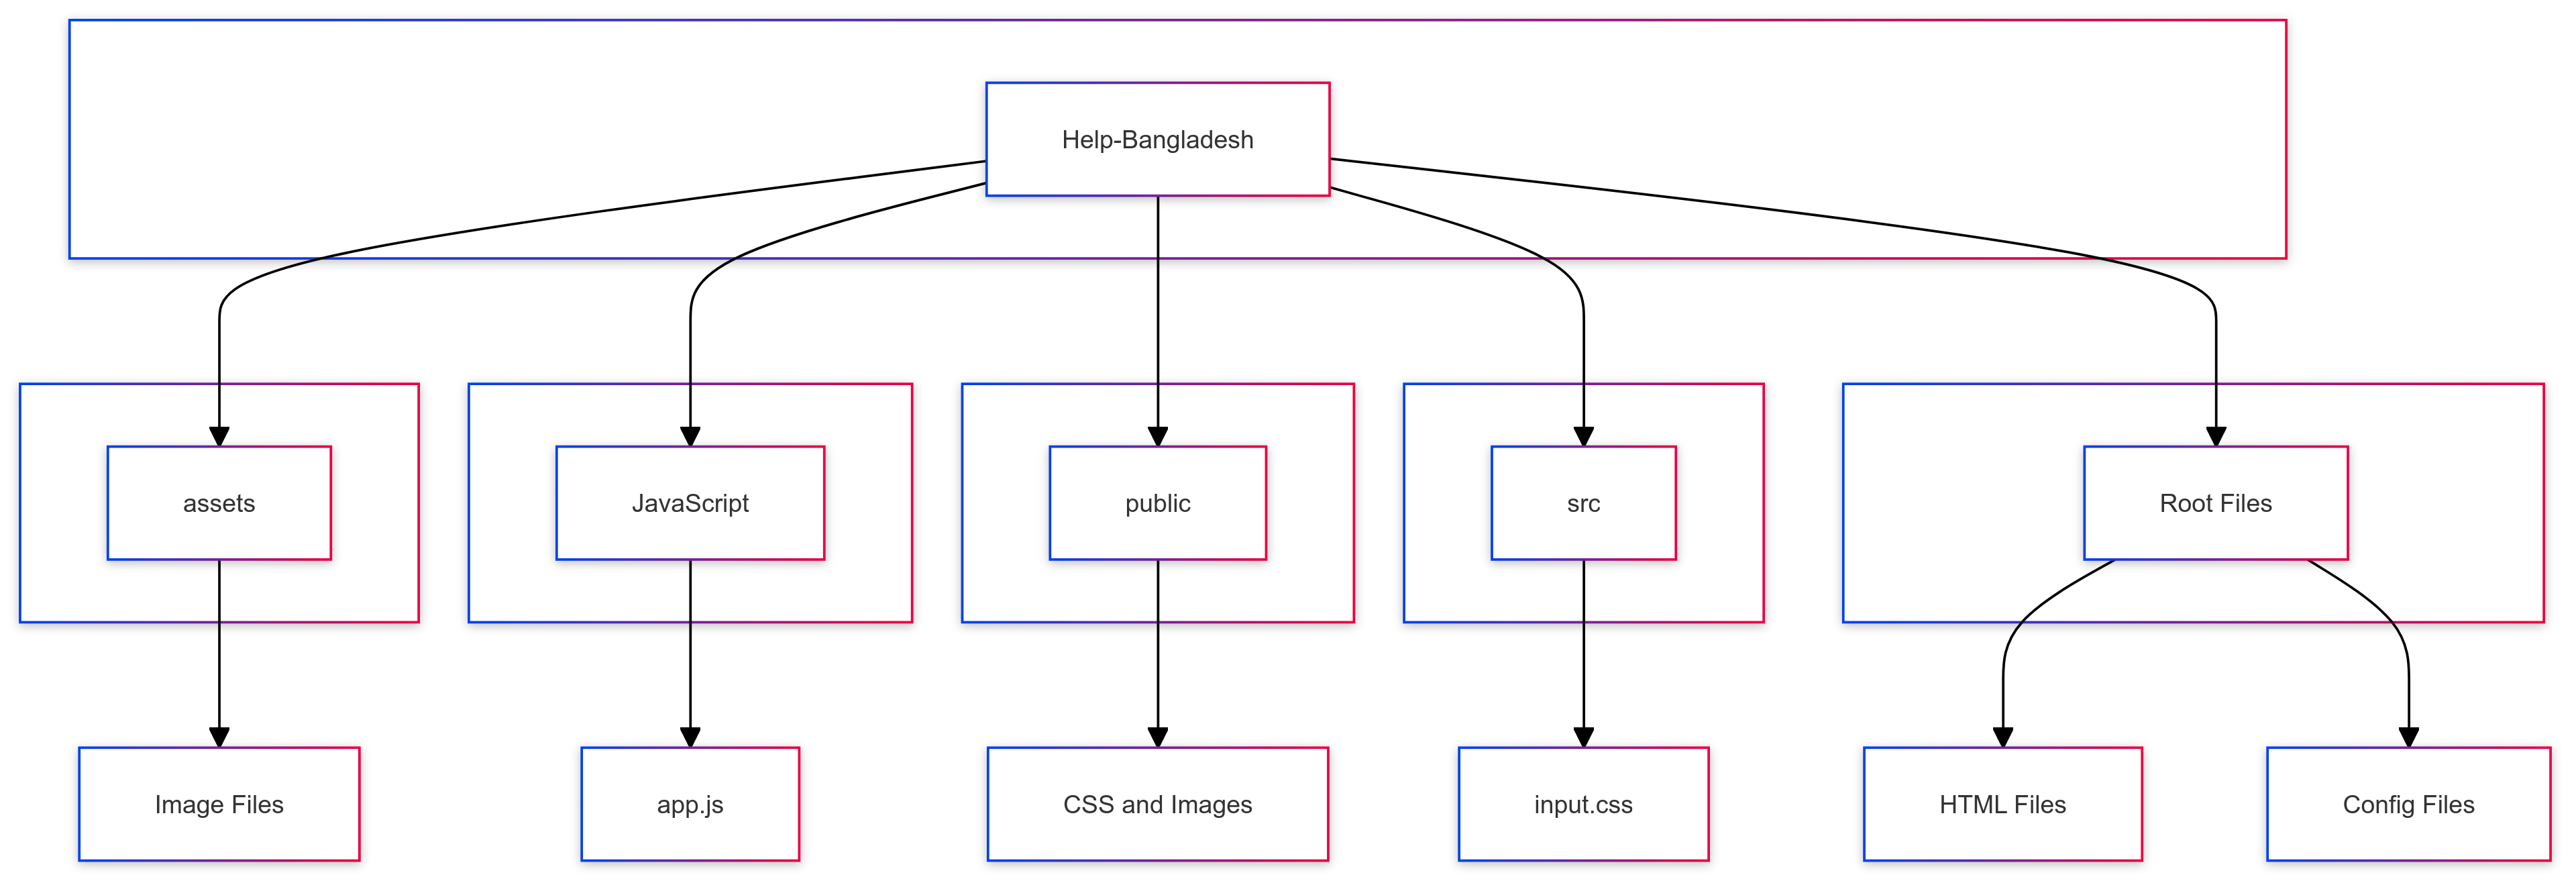 Help-Bangladesh
assets
JavaScript
public
src
Root Files
Image Files
app.js
CSS and Images
input.css
HTML Files
Config Files